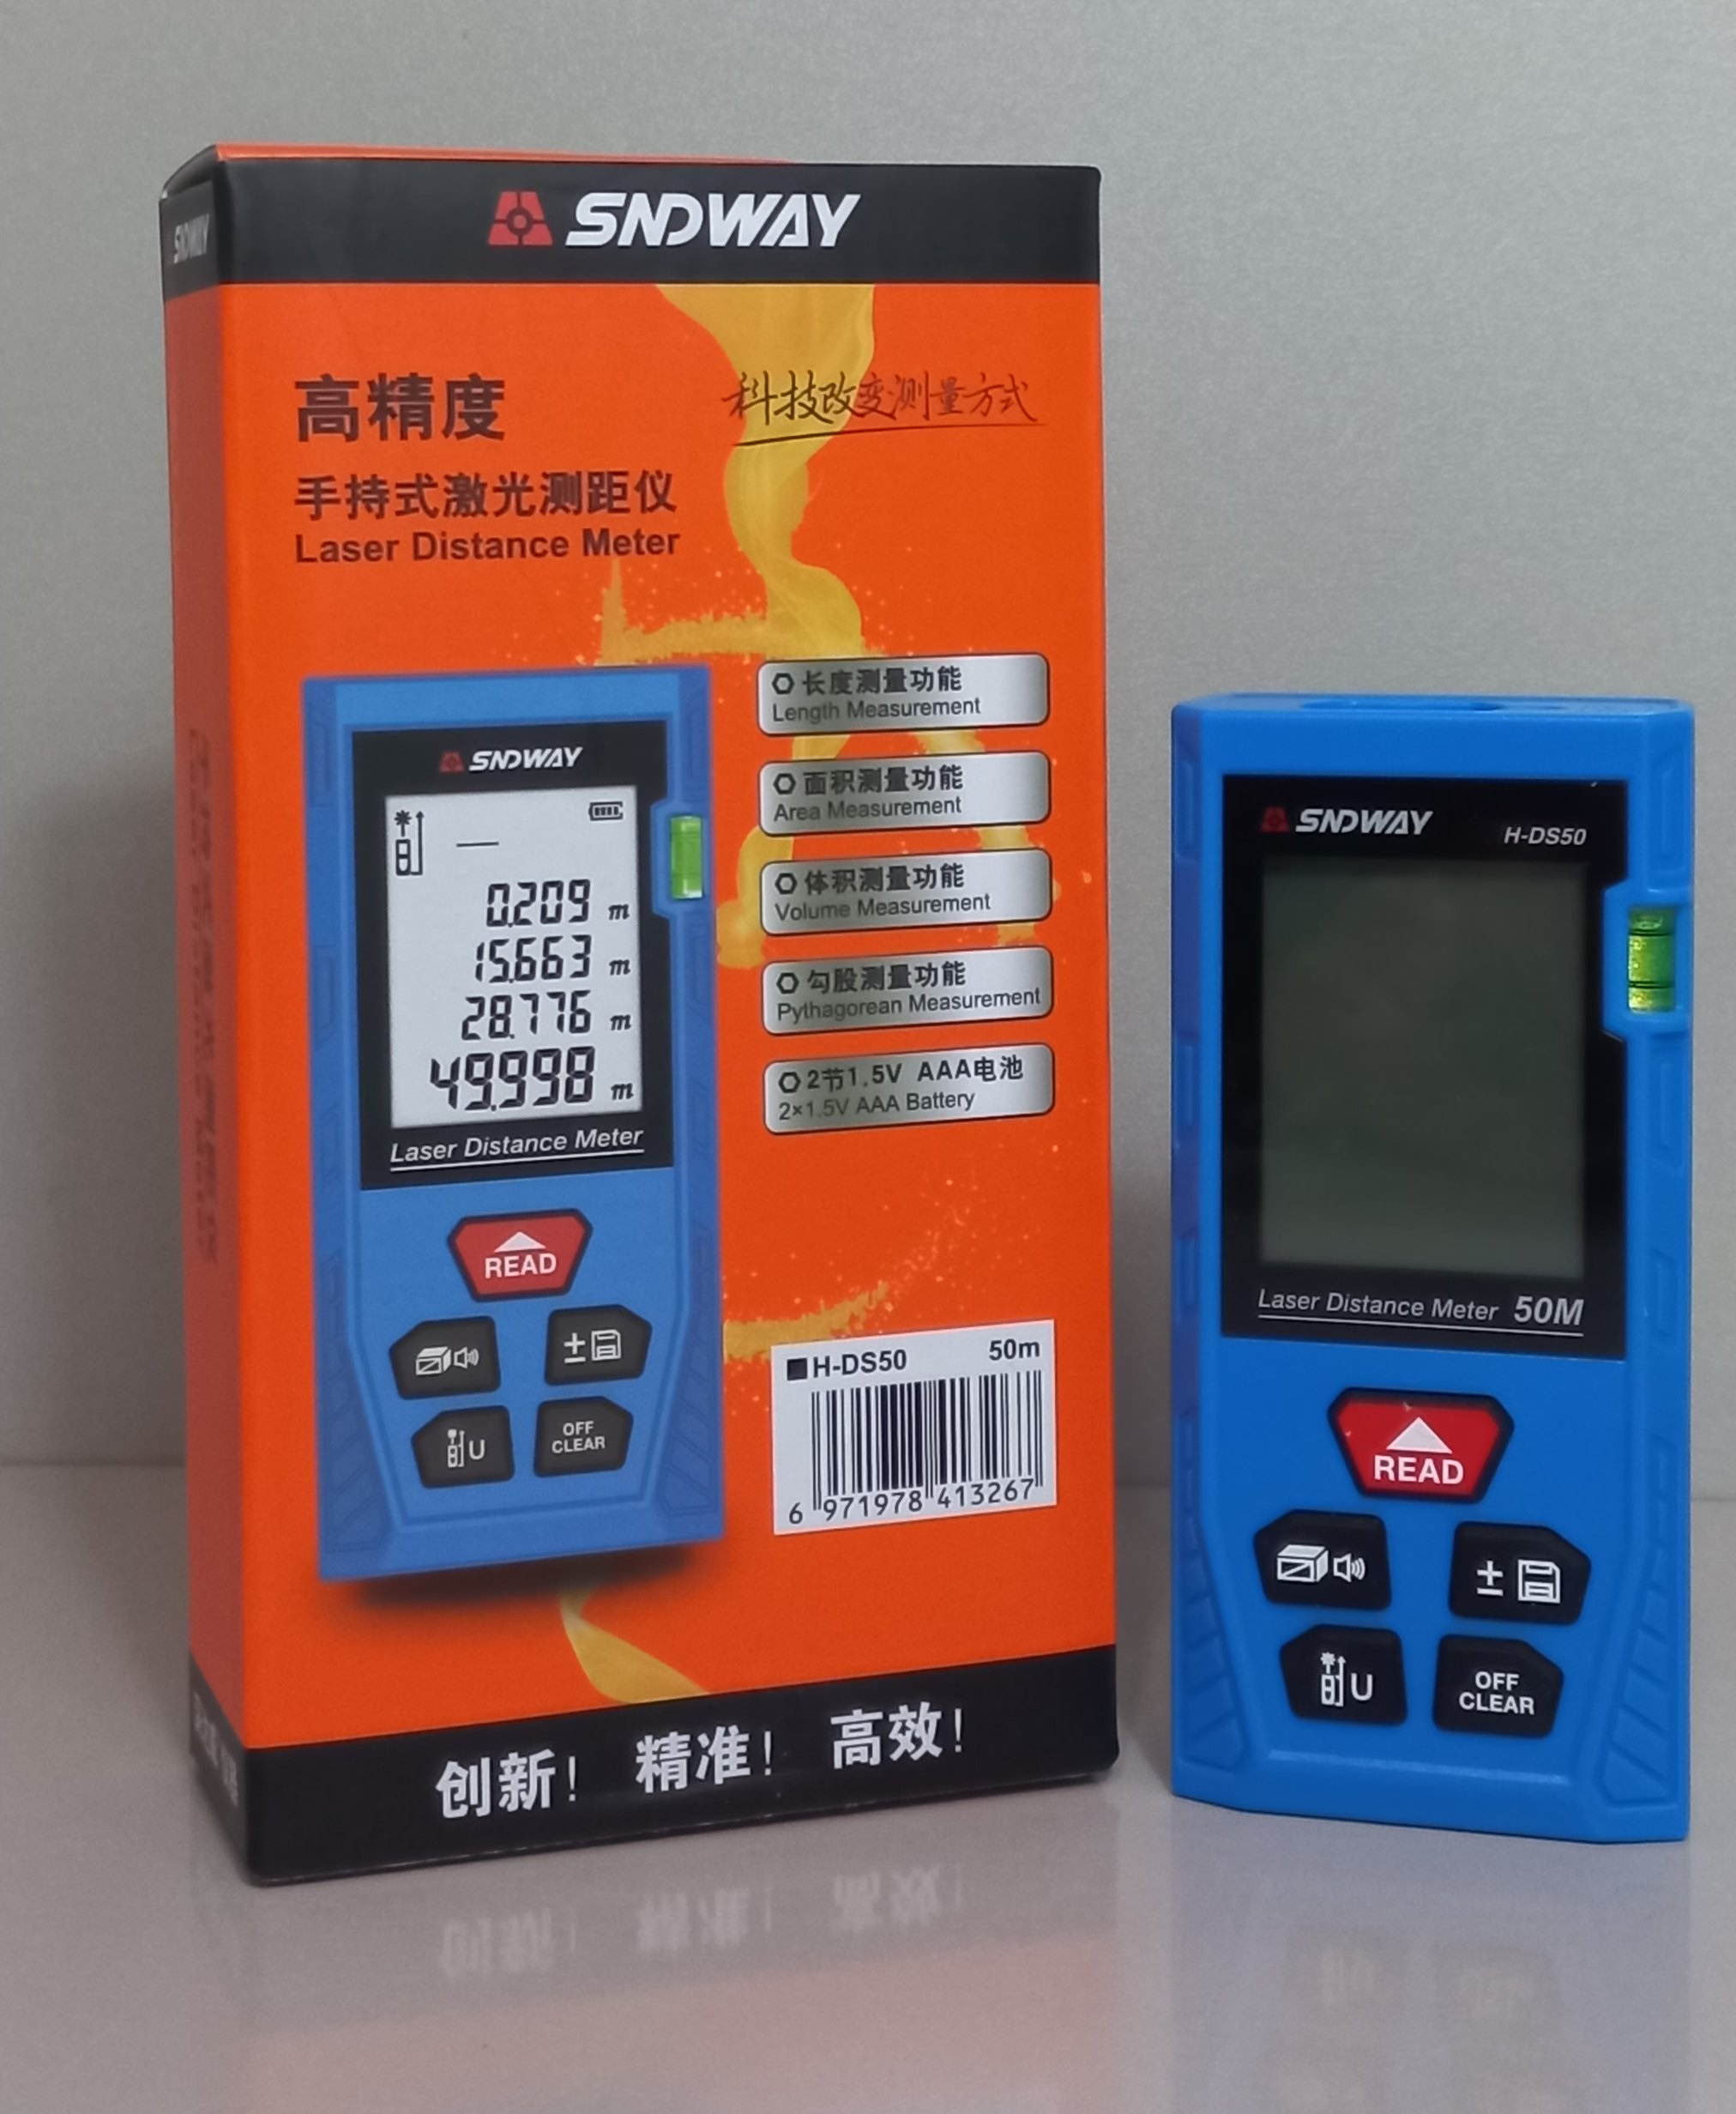 SNDWAY
SNDWAY
高精度
科技改变测量方式
手持式激光测距仪
Laser Distance Meter
长度测量功能
Length Measurement
面积测量功能
Area Measurement
体积测量功能
Volume Measurement
勾股测量功能
Pythagorean Measurement
2节1.5V AAA电池
2×1.5V AAA Battery
SNDWAY
0.209 m
15.663 m
28.776 m
49.998 m
Laser Distance Meter
READ
±
U
OFF
CLEAR
H-DS50 50m
6 971978 413267
创新! 精准! 高效!
SNDWAY
H-DS50
Laser Distance Meter 50M
READ
±
U
OFF
CLEAR